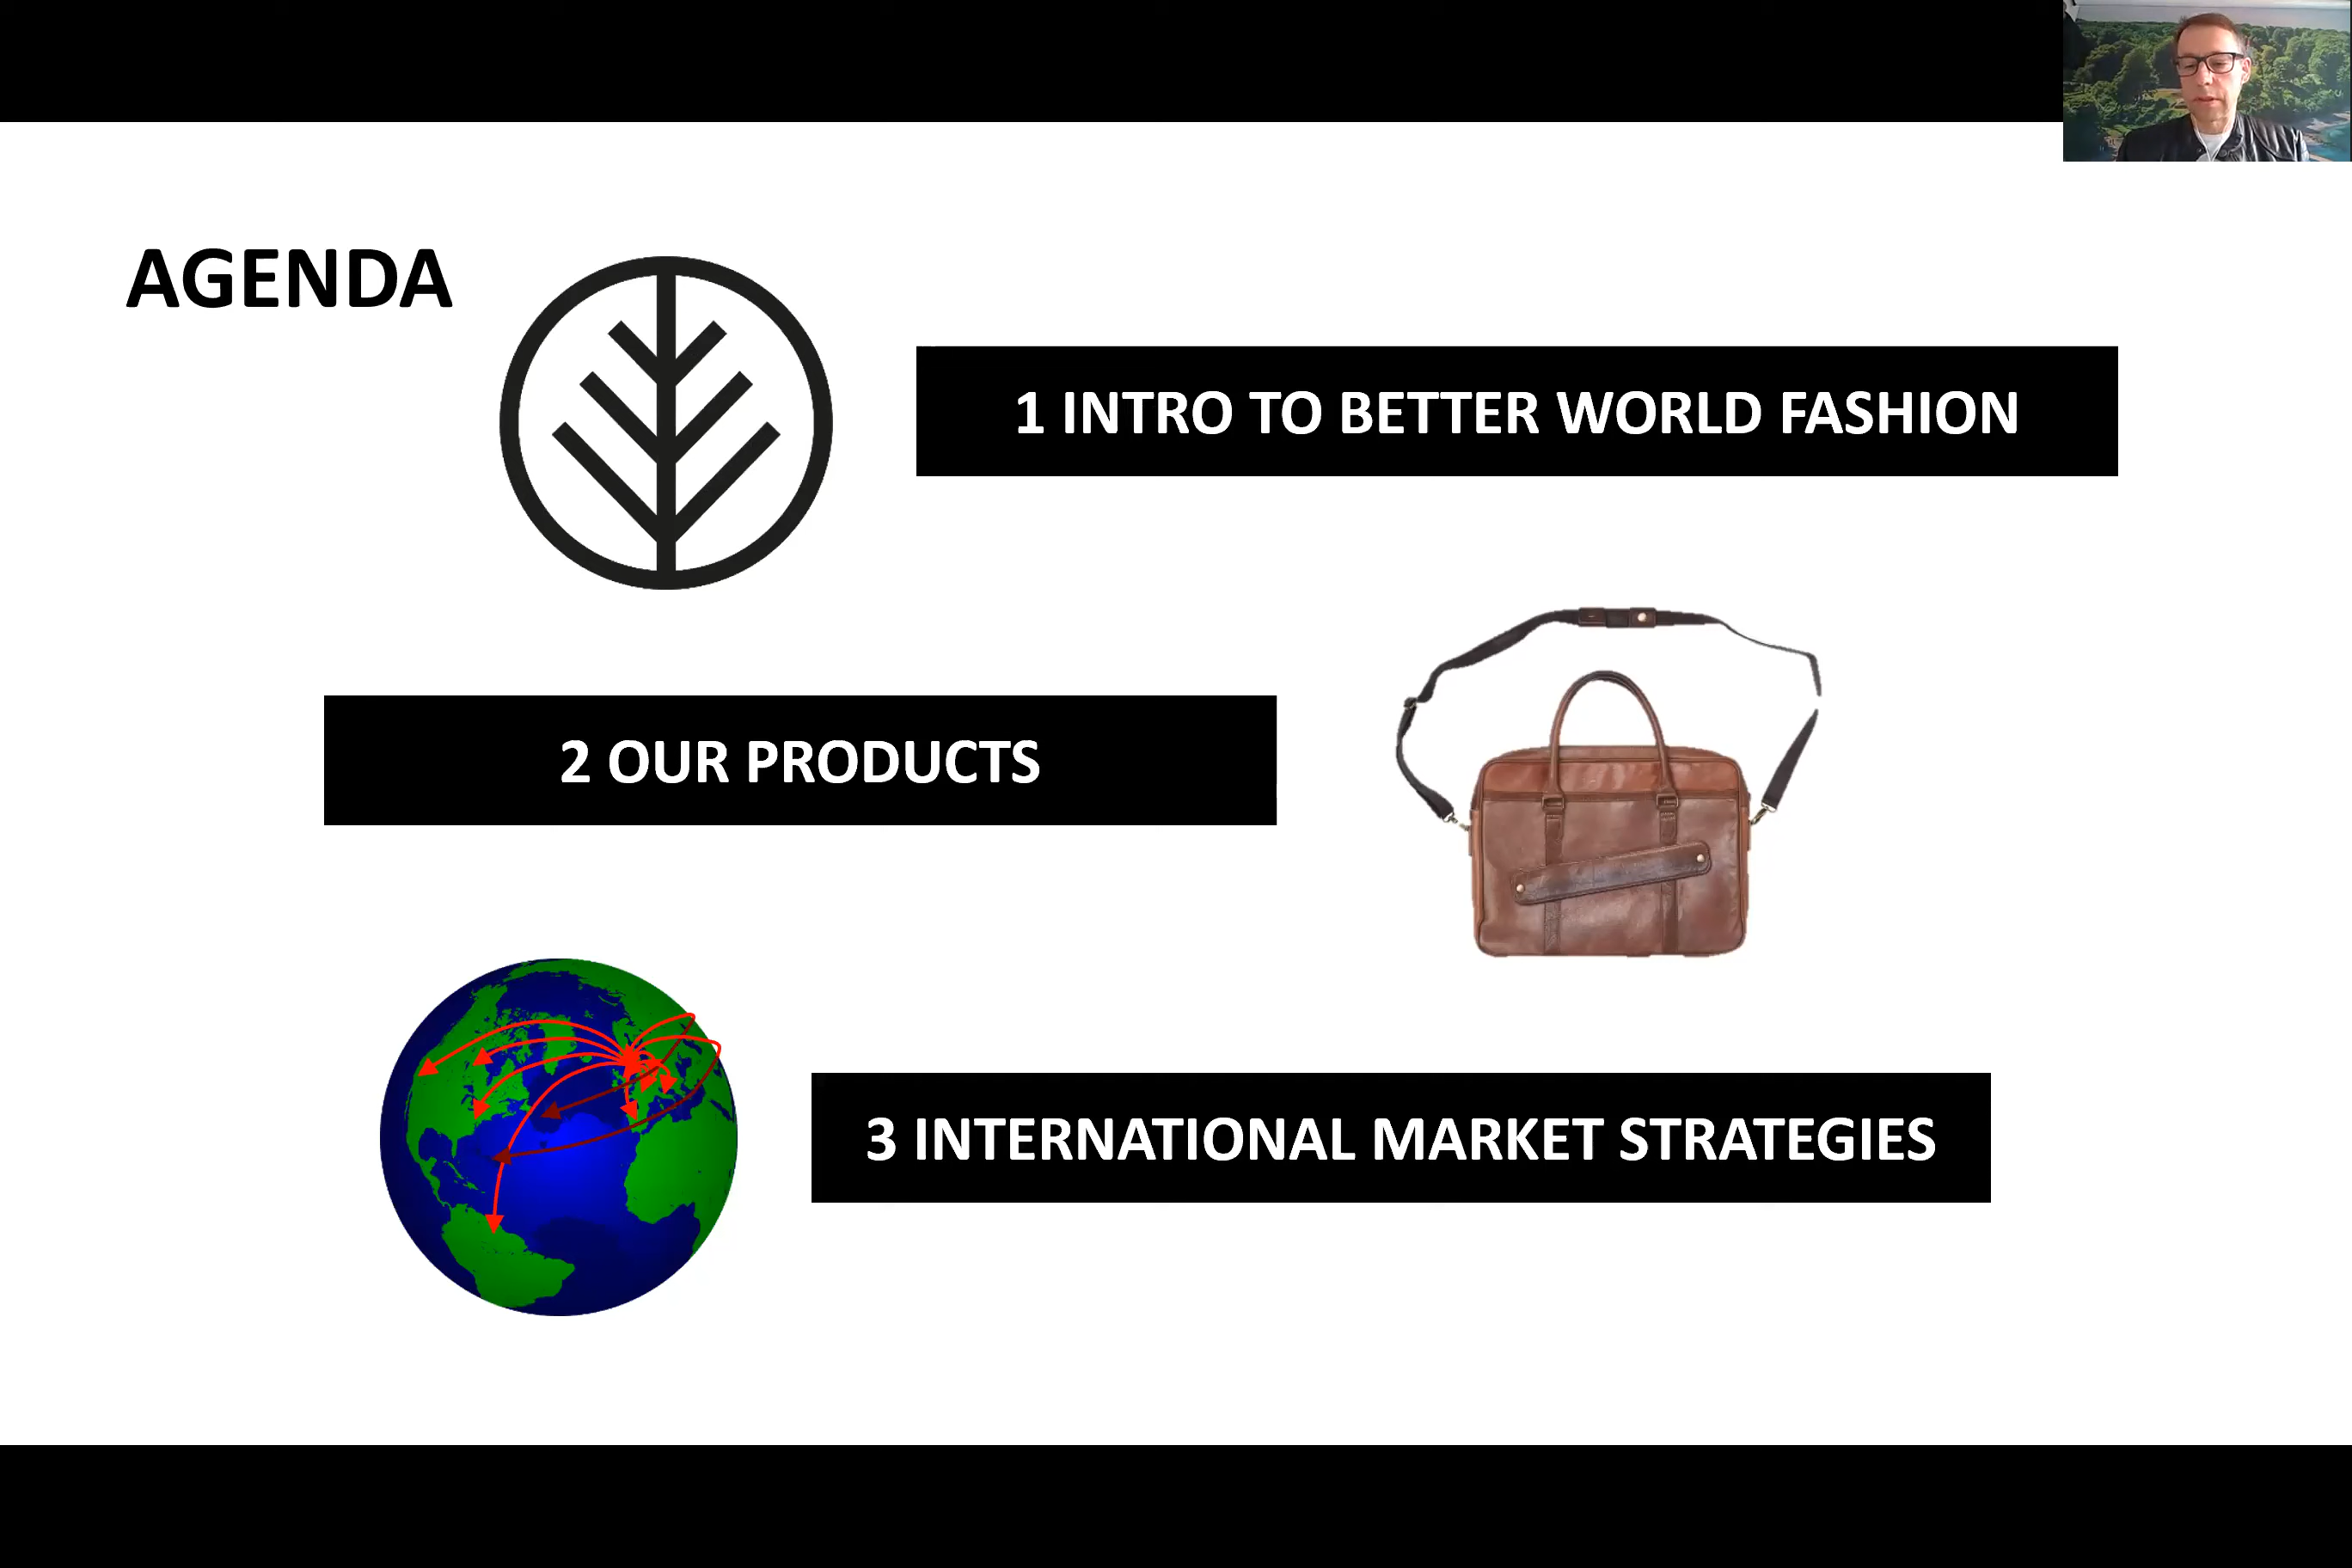 AGENDA
1 INTRO TO BETTER WORLD FASHION
2 OUR PRODUCTS
3 INTERNATIONAL MARKET STRATEGIES